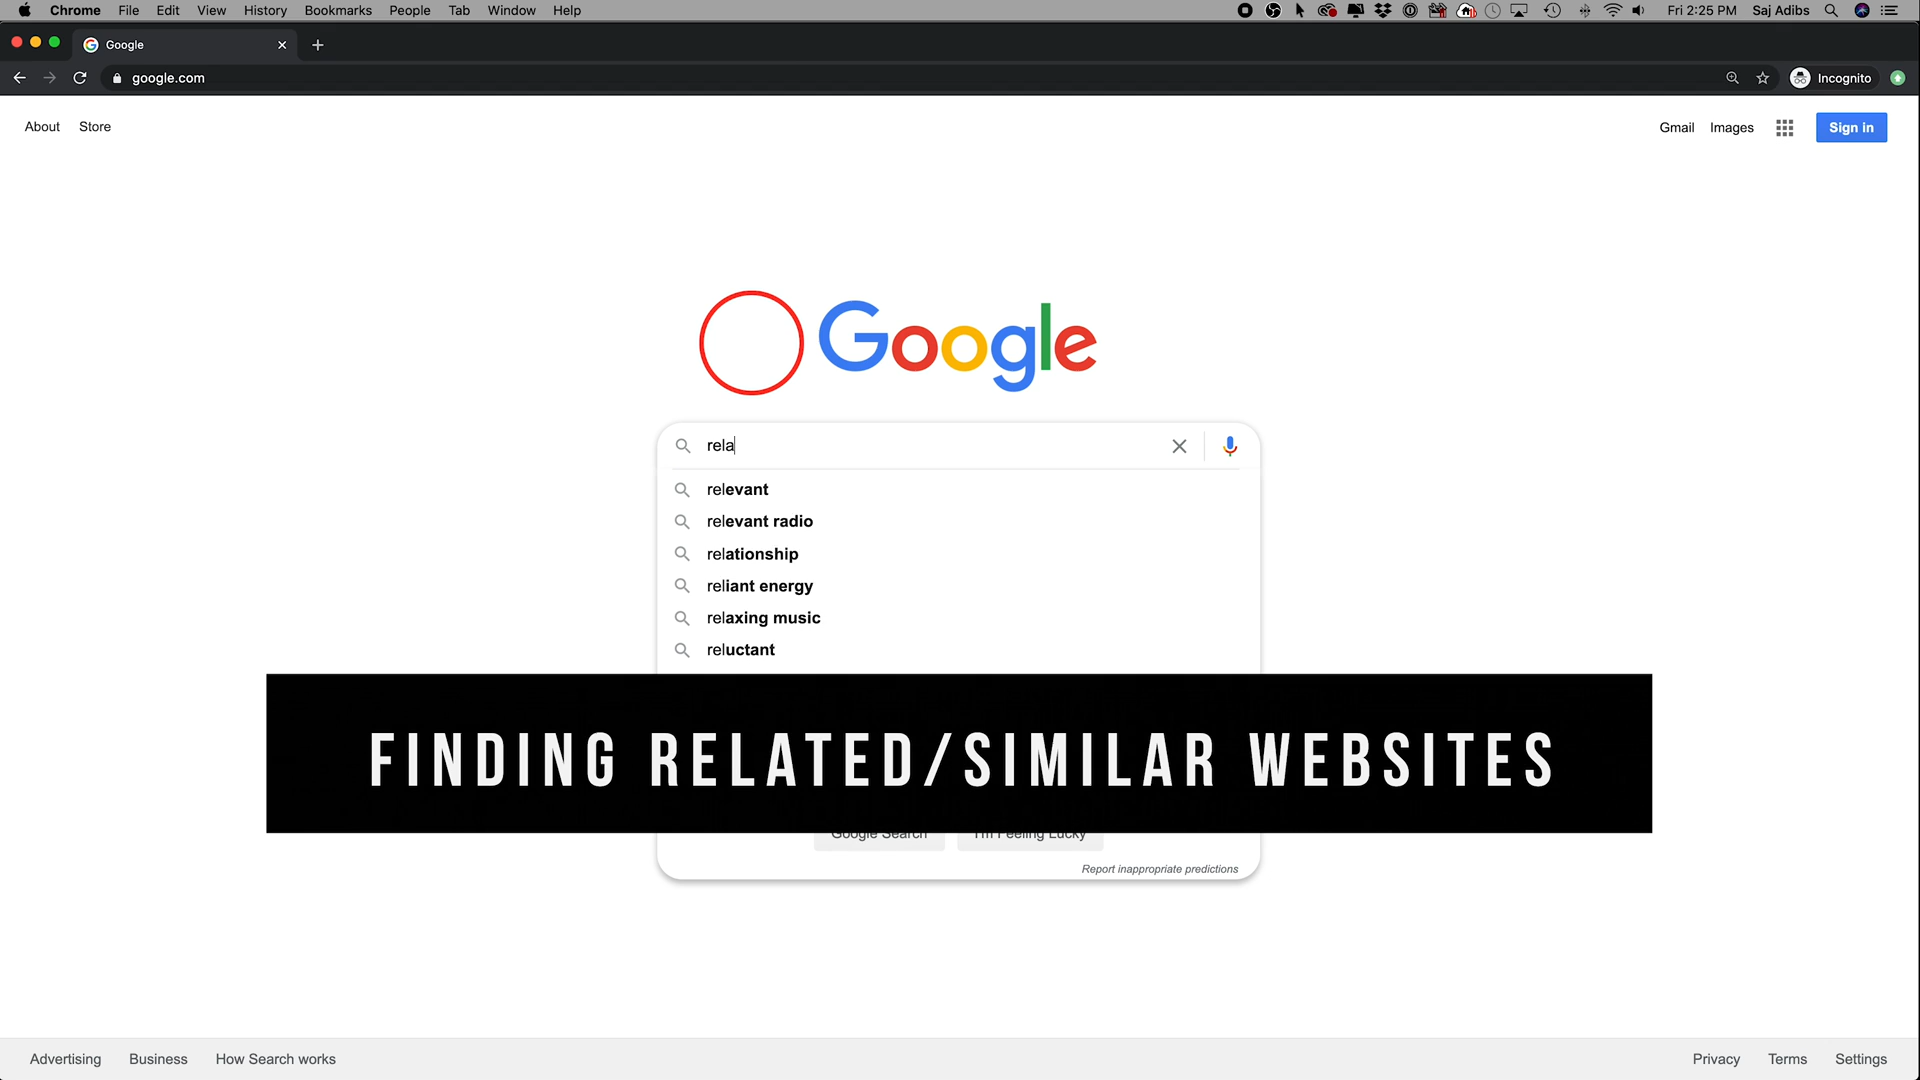 Chrome File Edit View History Bookmarks People Tab Window Help Fri 2:25 PM Saj Adibs
Google
google.com Incognito
About Store Gmail Images Sign in
Google
rela
relevant
relevant radio
relationship
reliant energy
relaxing music
reluctant
FINDING RELATED/SIMILAR WEBSITES
Google Search I'm Feeling Lucky
Report inappropriate predictions
Advertising Business How Search works Privacy Terms Settings